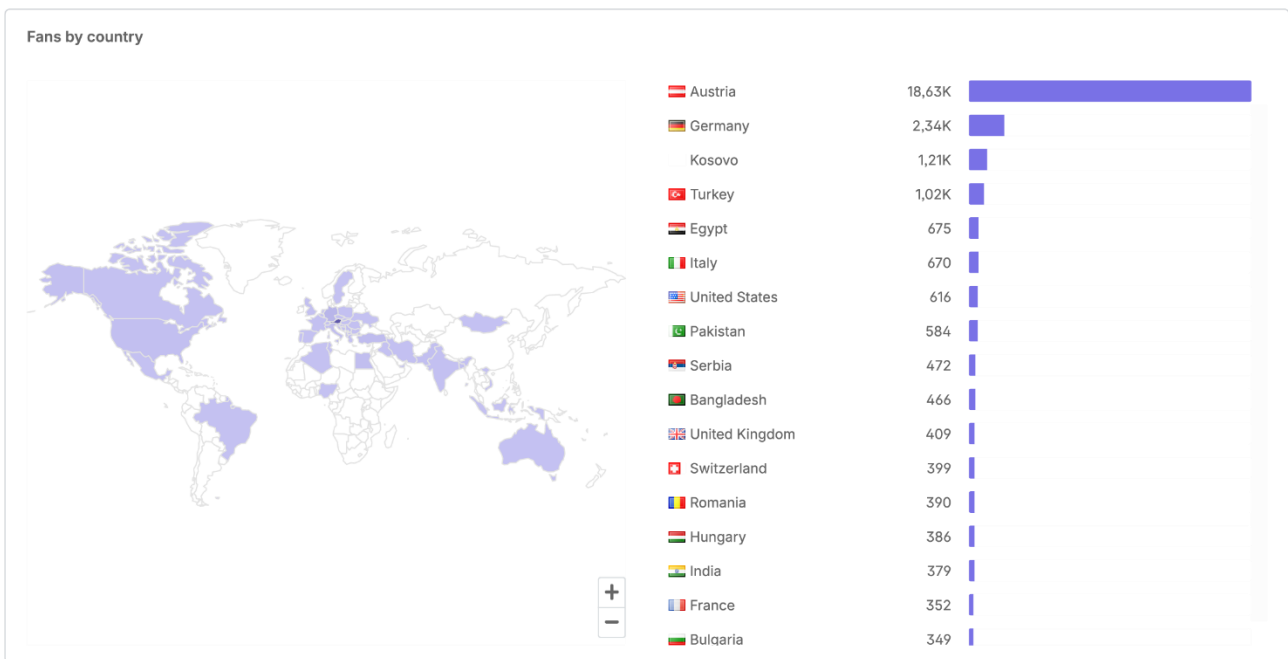 Fans by country
Austria 18,63K
Germany 2,34K
Kosovo 1,21K
Turkey 1,02K
Egypt 675
Italy 670
United States 616
Pakistan 584
Serbia 472
Bangladesh 466
United Kingdom 409
Switzerland 399
Romania 390
Hungary 386
India 379
France 352
Bulgaria 349
+
−